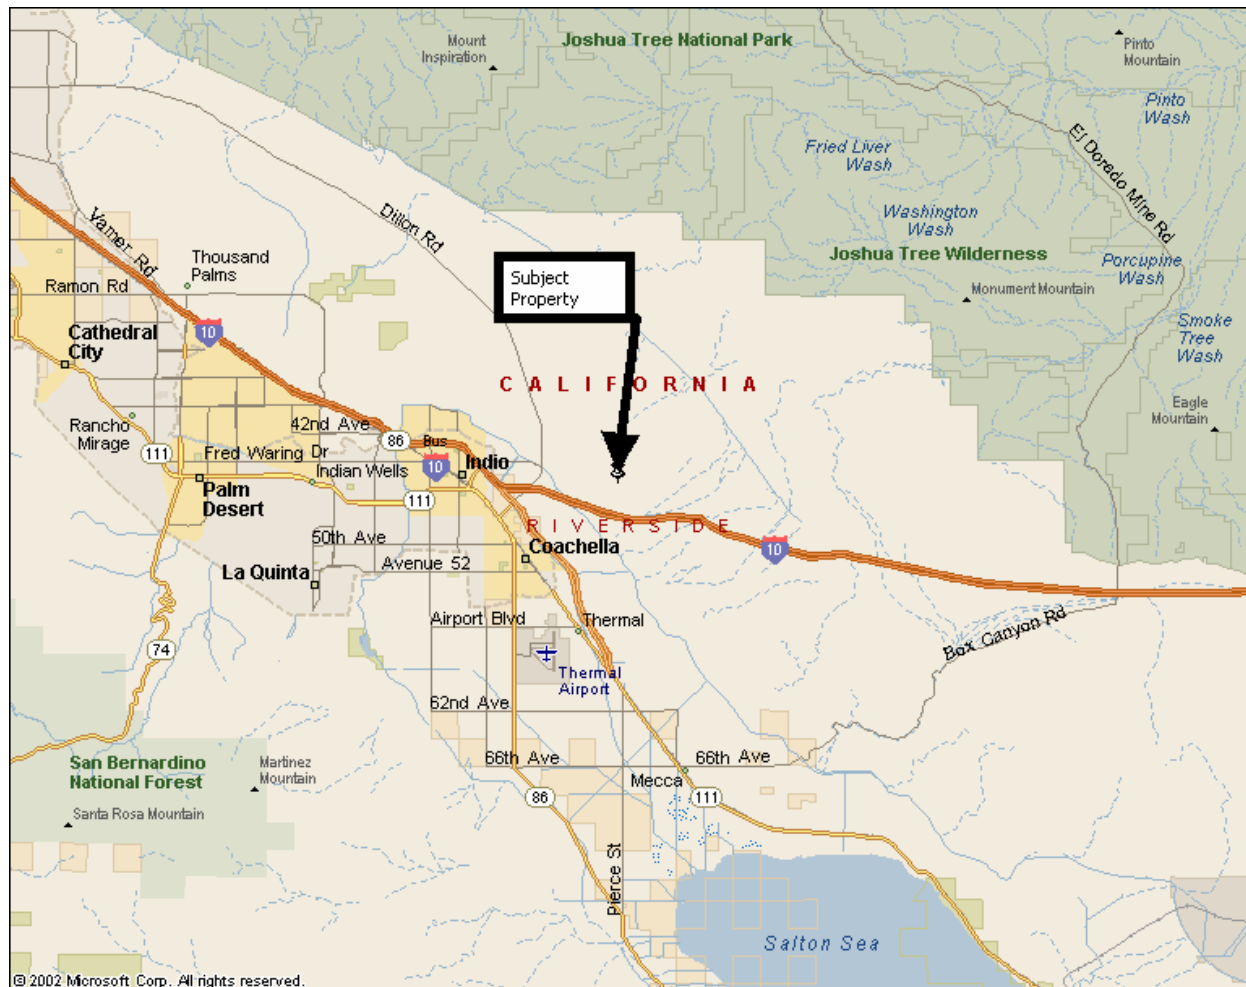 Joshua Tree National Park
Mount
Inspiration
Pinto
Mountain
Pinto
Wash
El Dorado Mine Rd
Fried Liver
Wash
Washington
Wash
Joshua Tree Wilderness
Porcupine
Wash
Monument Mountain
Smoke
Tree
Wash
Eagle
Mountain
Varner Rd
Dillon Rd
Thousand
Palms
Ramon Rd
Subject
Property
10
Cathedral
City
CALIFORNIA
Rancho
Mirage
42nd Ave
86
Bus
10
111
Fred Waring Dr
Indian Wells
Indio
Palm
Desert
111
RIVERSIDE
10
50th Ave
Coachella
Avenue 52
La Quinta
Airport Blvd
Thermal
Box Canyon Rd
74
Thermal
Airport
62nd Ave
San Bernardino
National Forest
Martinez
Mountain
66th Ave
66th Ave
Mecca
86
111
Santa Rosa Mountain
Pierce St
Salton Sea
© 2002 Microsoft Corp. All rights reserved.